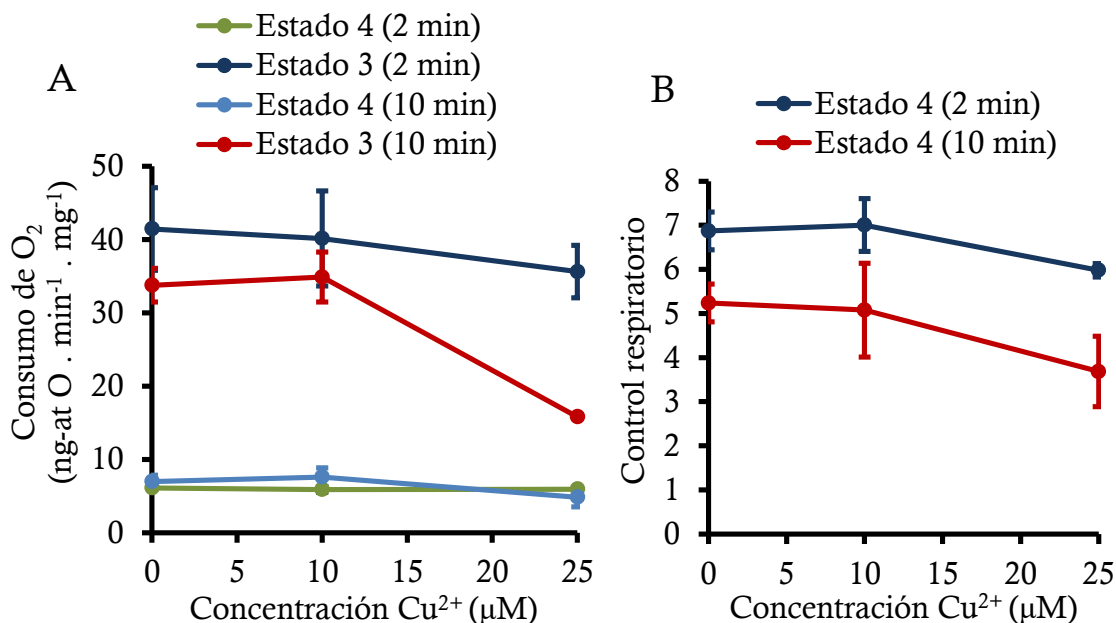 A
Estado 4 (2 min)
Estado 3 (2 min)
Estado 4 (10 min)
Estado 3 (10 min)
Consumo de O₂
(ng-at O . min⁻¹ . mg⁻¹)
50
40
30
20
10
0
0 5 10 15 20 25
Concentración Cu²⁺ (µM)
B
Estado 4 (2 min)
Estado 4 (10 min)
Control respiratorio
8
7
6
5
4
3
2
1
0
0 5 10 15 20 25
Concentración Cu²⁺ (µM)